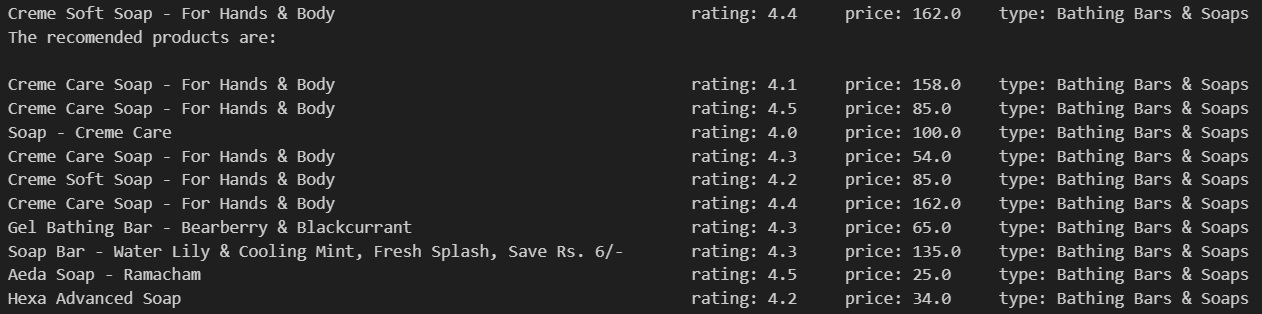 Creme Soft Soap - For Hands & Body rating: 4.4 price: 162.0 type: Bathing Bars & Soaps
The recomended products are:
Creme Care Soap - For Hands & Body rating: 4.1 price: 158.0 type: Bathing Bars & Soaps
Creme Care Soap - For Hands & Body rating: 4.5 price: 85.0 type: Bathing Bars & Soaps
Soap - Creme Care rating: 4.0 price: 100.0 type: Bathing Bars & Soaps
Creme Care Soap - For Hands & Body rating: 4.3 price: 54.0 type: Bathing Bars & Soaps
Creme Soft Soap - For Hands & Body rating: 4.2 price: 85.0 type: Bathing Bars & Soaps
Creme Care Soap - For Hands & Body rating: 4.4 price: 162.0 type: Bathing Bars & Soaps
Gel Bathing Bar - Bearberry & Blackcurrant rating: 4.3 price: 65.0 type: Bathing Bars & Soaps
Soap Bar - Water Lily & Cooling Mint, Fresh Splash, Save Rs. 6/- rating: 4.3 price: 135.0 type: Bathing Bars & Soaps
Aeda Soap - Ramacham rating: 4.5 price: 25.0 type: Bathing Bars & Soaps
Hexa Advanced Soap rating: 4.2 price: 34.0 type: Bathing Bars & Soaps